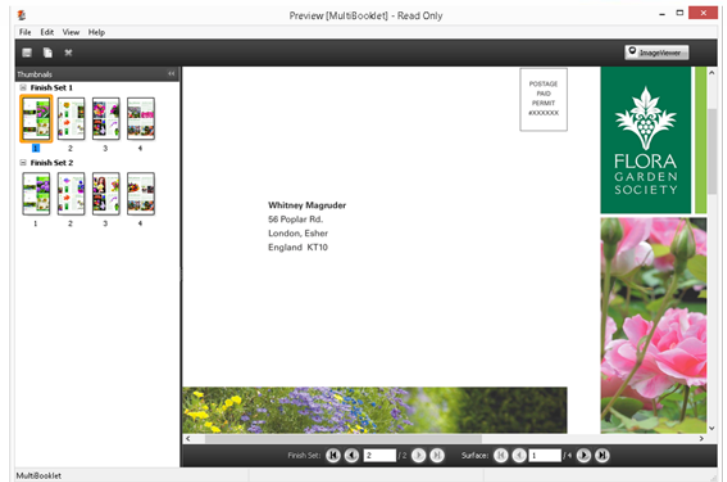 Preview [MultiBooklet] - Read Only
File Edit View Help
ImageViewer
Thumbnails
Finish Set 1
1 2 3 4
Finish Set 2
1 2 3 4
POSTAGE
PAID
PERMIT
#XXXXXX
FLORA
GARDEN
SOCIETY
Whitney Magruder
56 Poplar Rd.
London, Esher
England KT10
Finish Set: 2 / 2 Surface: 1 / 4
MultiBooklet